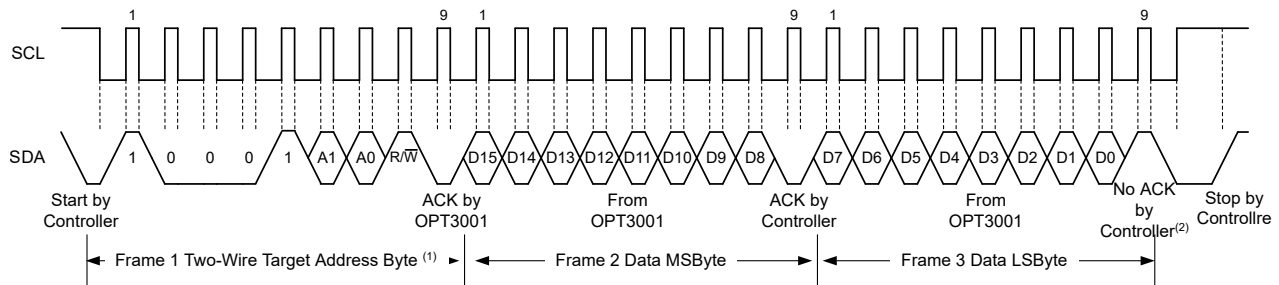 1 9 1 9 1 9
SCL
SDA
1 0 0 0 1 A1 A0 R/W̅ D15 D14 D13 D12 D11 D10 D9 D8 D7 D6 D5 D4 D3 D2 D1 D0
Start by
Controller
ACK by
OPT3001
From
OPT3001
ACK by
Controller
From
OPT3001
No ACK
by
Controller(2)
Stop by
Controllre
Frame 1 Two-Wire Target Address Byte (1)
Frame 2 Data MSByte
Frame 3 Data LSByte